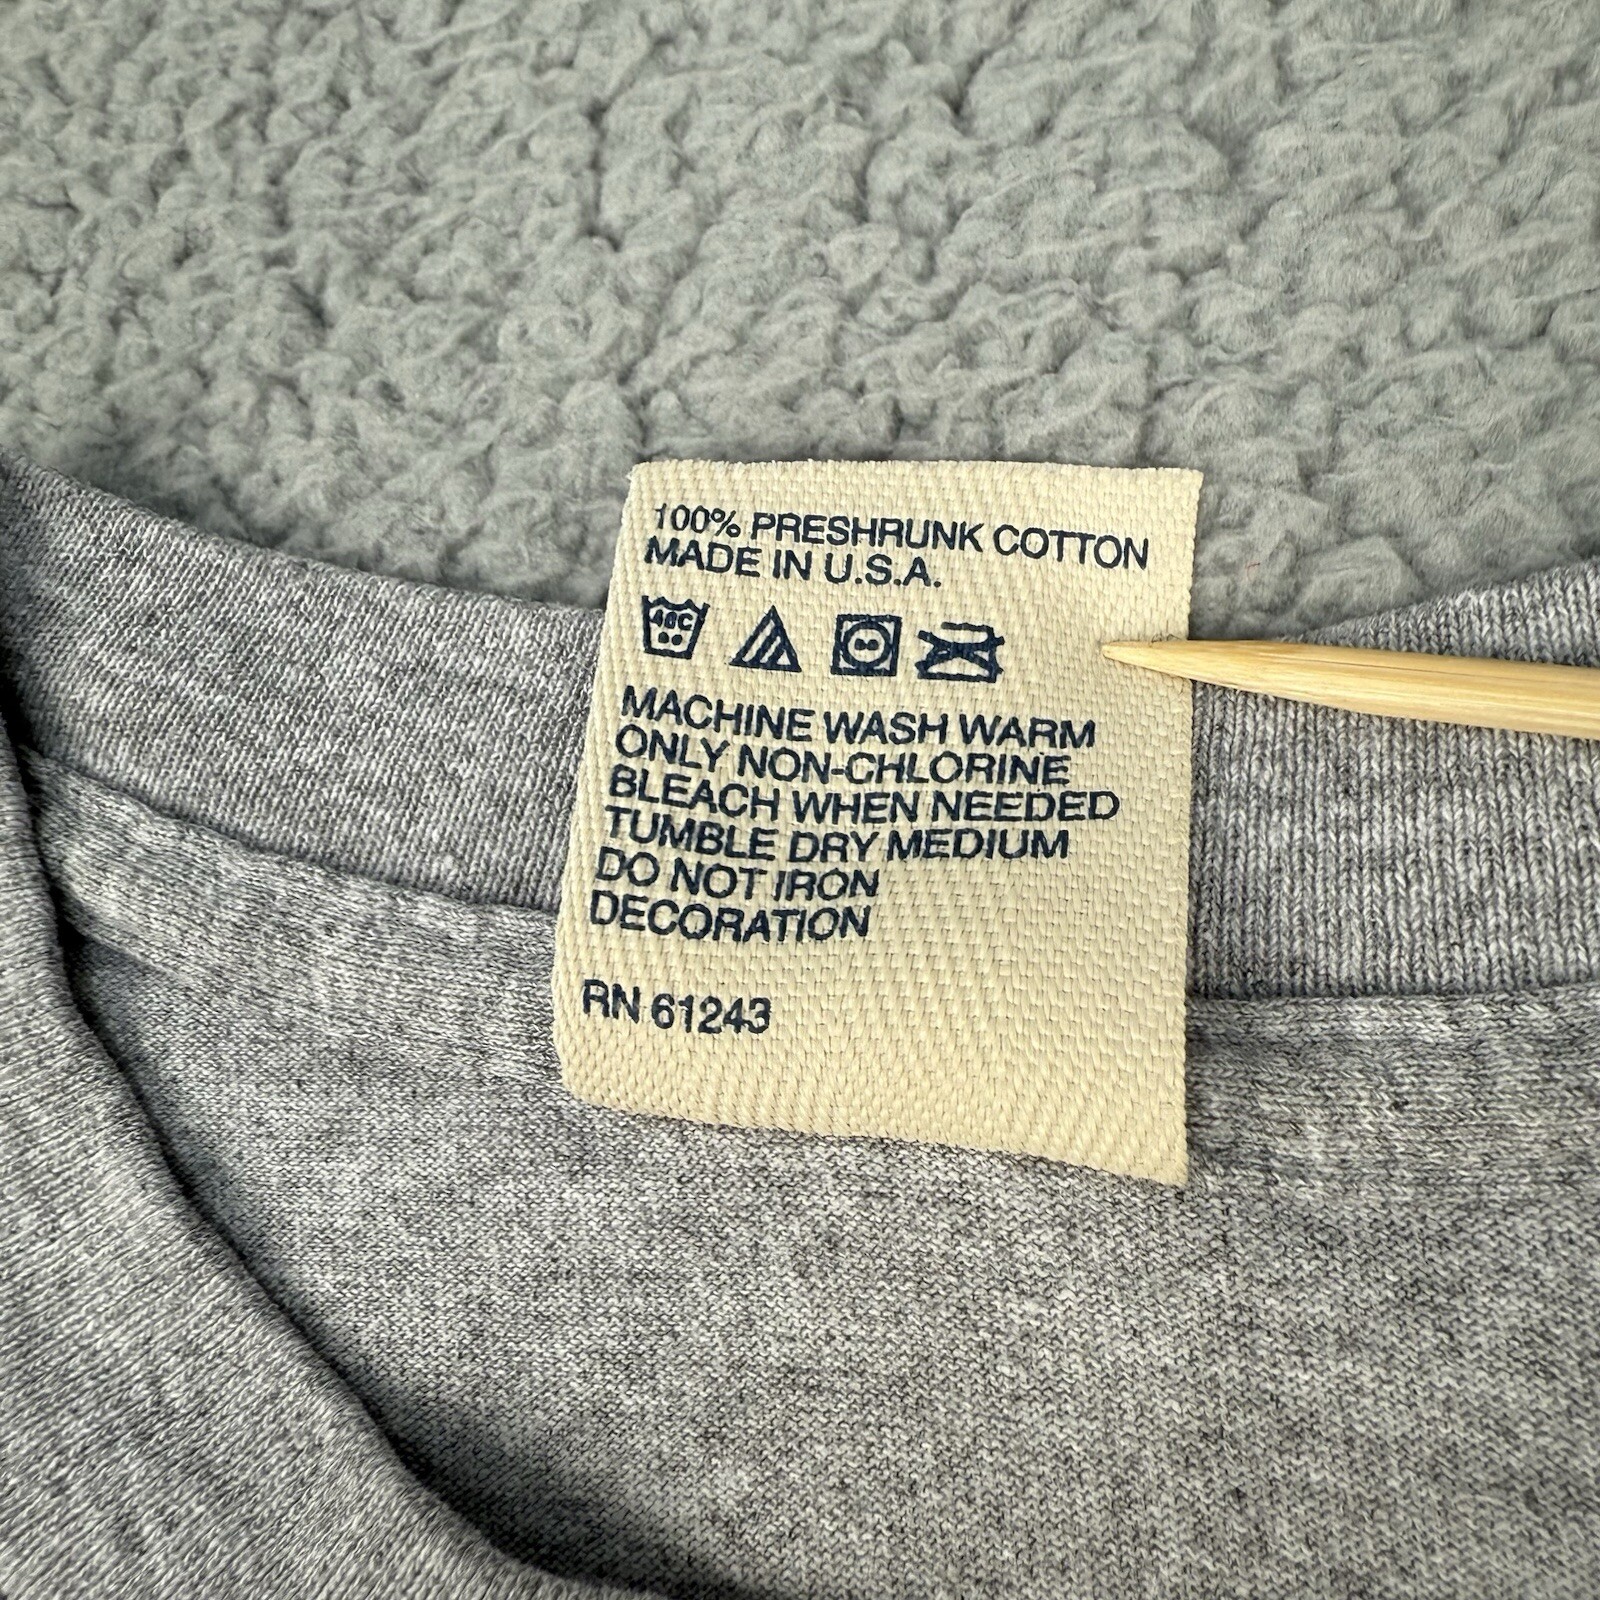 100% PRESHRUNK COTTON
MADE IN U.S.A.
40C
MACHINE WASH WARM
ONLY NON-CHLORINE
BLEACH WHEN NEEDED
TUMBLE DRY MEDIUM
DO NOT IRON
DECORATION
RN 61243